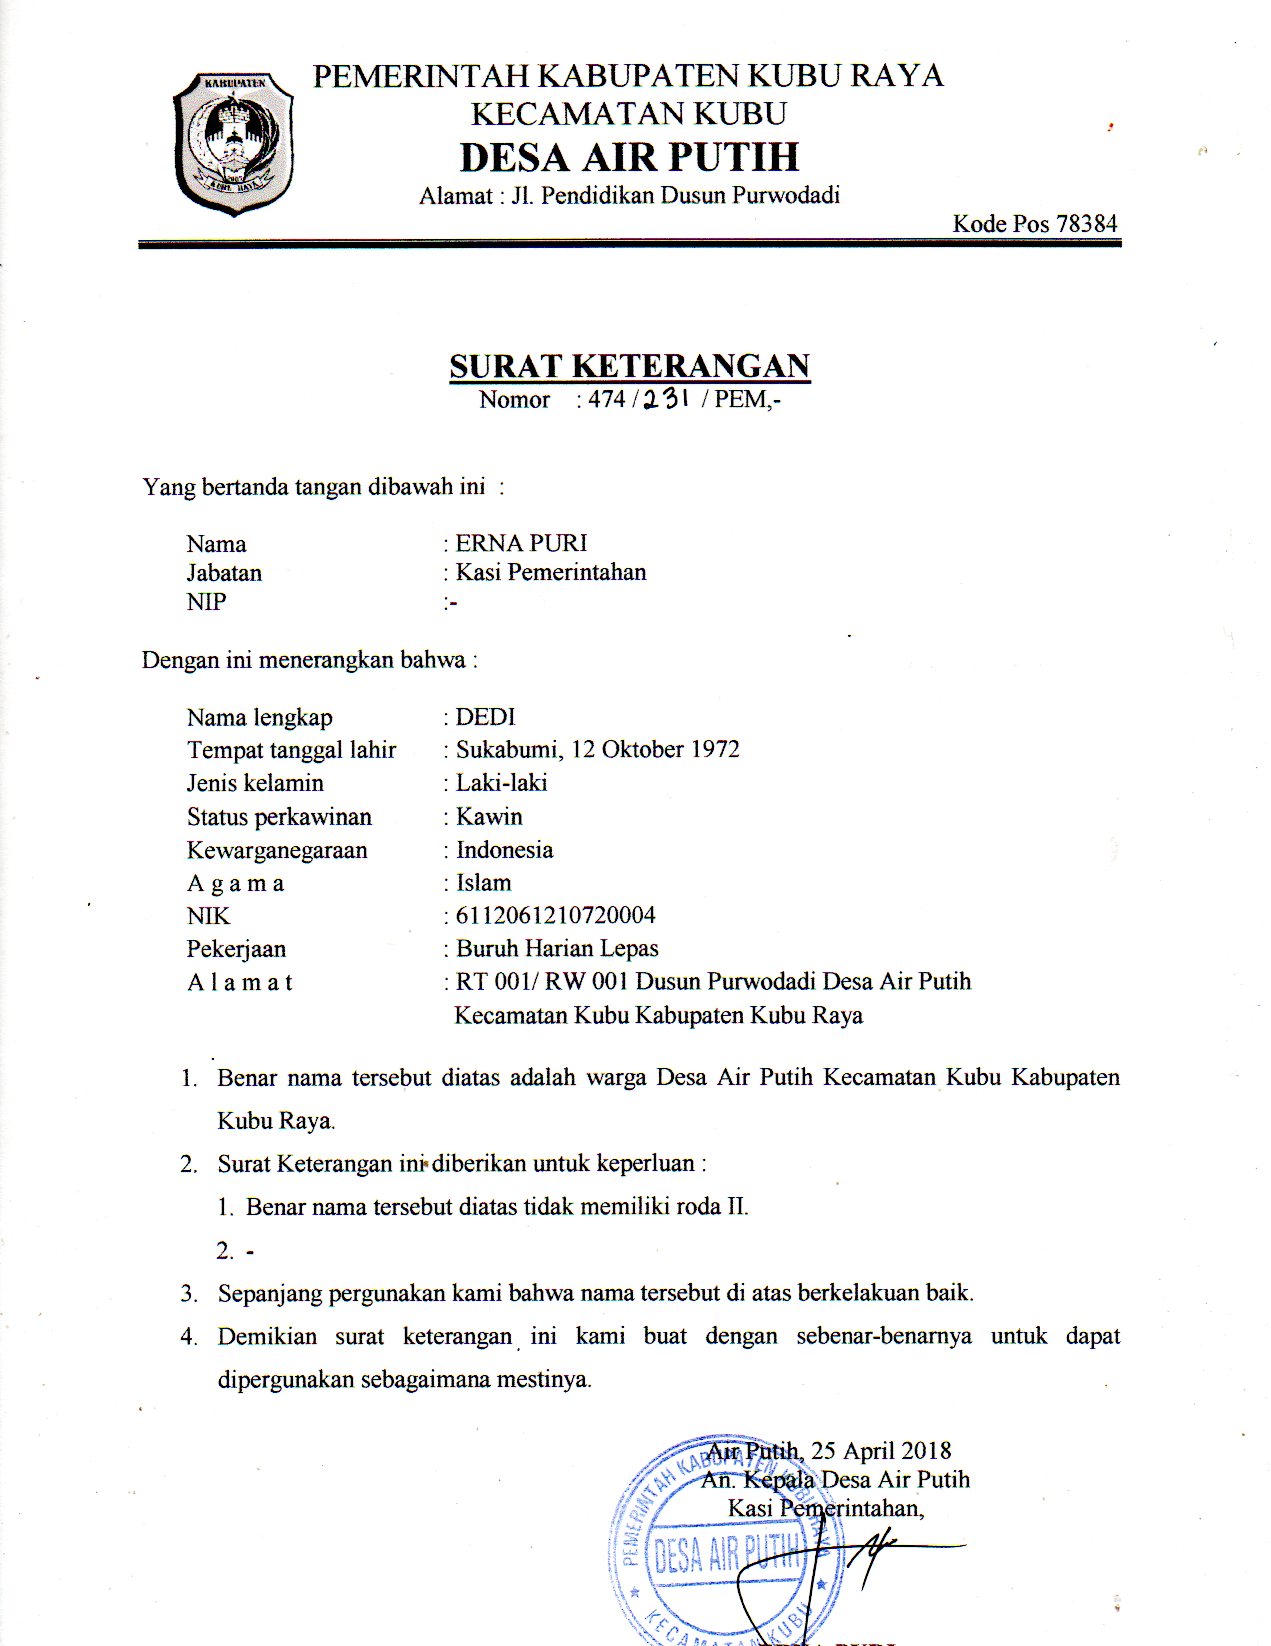 PEMERINTAH KABUPATEN KUBU RAYA
KECAMATAN KUBU
DESA AIR PUTIH
Alamat : Jl. Pendidikan Dusun Purwodadi
Kode Pos 78384
KABUPATEN
KUBU RAYA
SURAT KETERANGAN
Nomor : 474 / 231 / PEM,-
Yang bertanda tangan dibawah ini :
Nama : ERNA PURI
Jabatan : Kasi Pemerintahan
NIP :-
Dengan ini menerangkan bahwa :
Nama lengkap : DEDI
Tempat tanggal lahir : Sukabumi, 12 Oktober 1972
Jenis kelamin : Laki-laki
Status perkawinan : Kawin
Kewarganegaraan : Indonesia
A g a m a : Islam
NIK : 6112061210720004
Pekerjaan : Buruh Harian Lepas
A l a m a t : RT 001/ RW 001 Dusun Purwodadi Desa Air Putih
Kecamatan Kubu Kabupaten Kubu Raya
1. Benar nama tersebut diatas adalah warga Desa Air Putih Kecamatan Kubu Kabupaten
Kubu Raya.
2. Surat Keterangan ini diberikan untuk keperluan :
1. Benar nama tersebut diatas tidak memiliki roda II.
2. -
3. Sepanjang pergunakan kami bahwa nama tersebut di atas berkelakuan baik.
4. Demikian surat keterangan ini kami buat dengan sebenar-benarnya untuk dapat
dipergunakan sebagaimana mestinya.
Air Putih, 25 April 2018
An. Kepala Desa Air Putih
Kasi Pemerintahan,
PEMERINTAH KABUPATEN KUBU RAYA
DESA AIR PUTIH
KECAMATAN KUBU